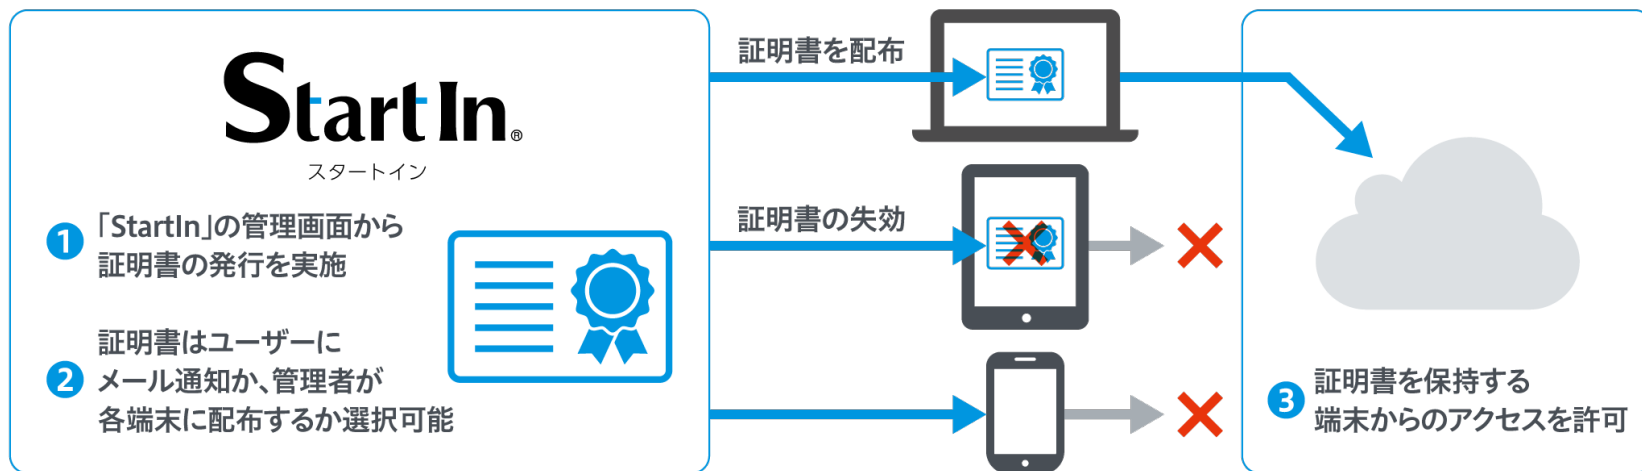 StartIn®
スタートイン
1 「StartIn」の管理画面から
証明書の発行を実施
2 証明書はユーザーに
メール通知か、管理者が
各端末に配布するか選択可能
証明書を配布
証明書の失効
3 証明書を保持する
端末からのアクセスを許可